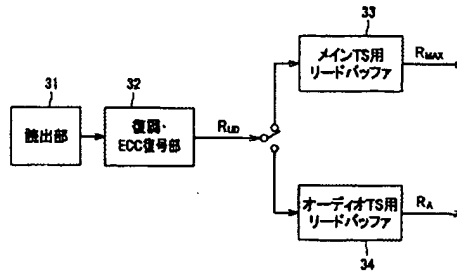 31
読出部
32
復調・
ECC復号部
RUD
33
メインTS用
リードバッファ
RMAX
オーディオTS用
リードバッファ
RA
34